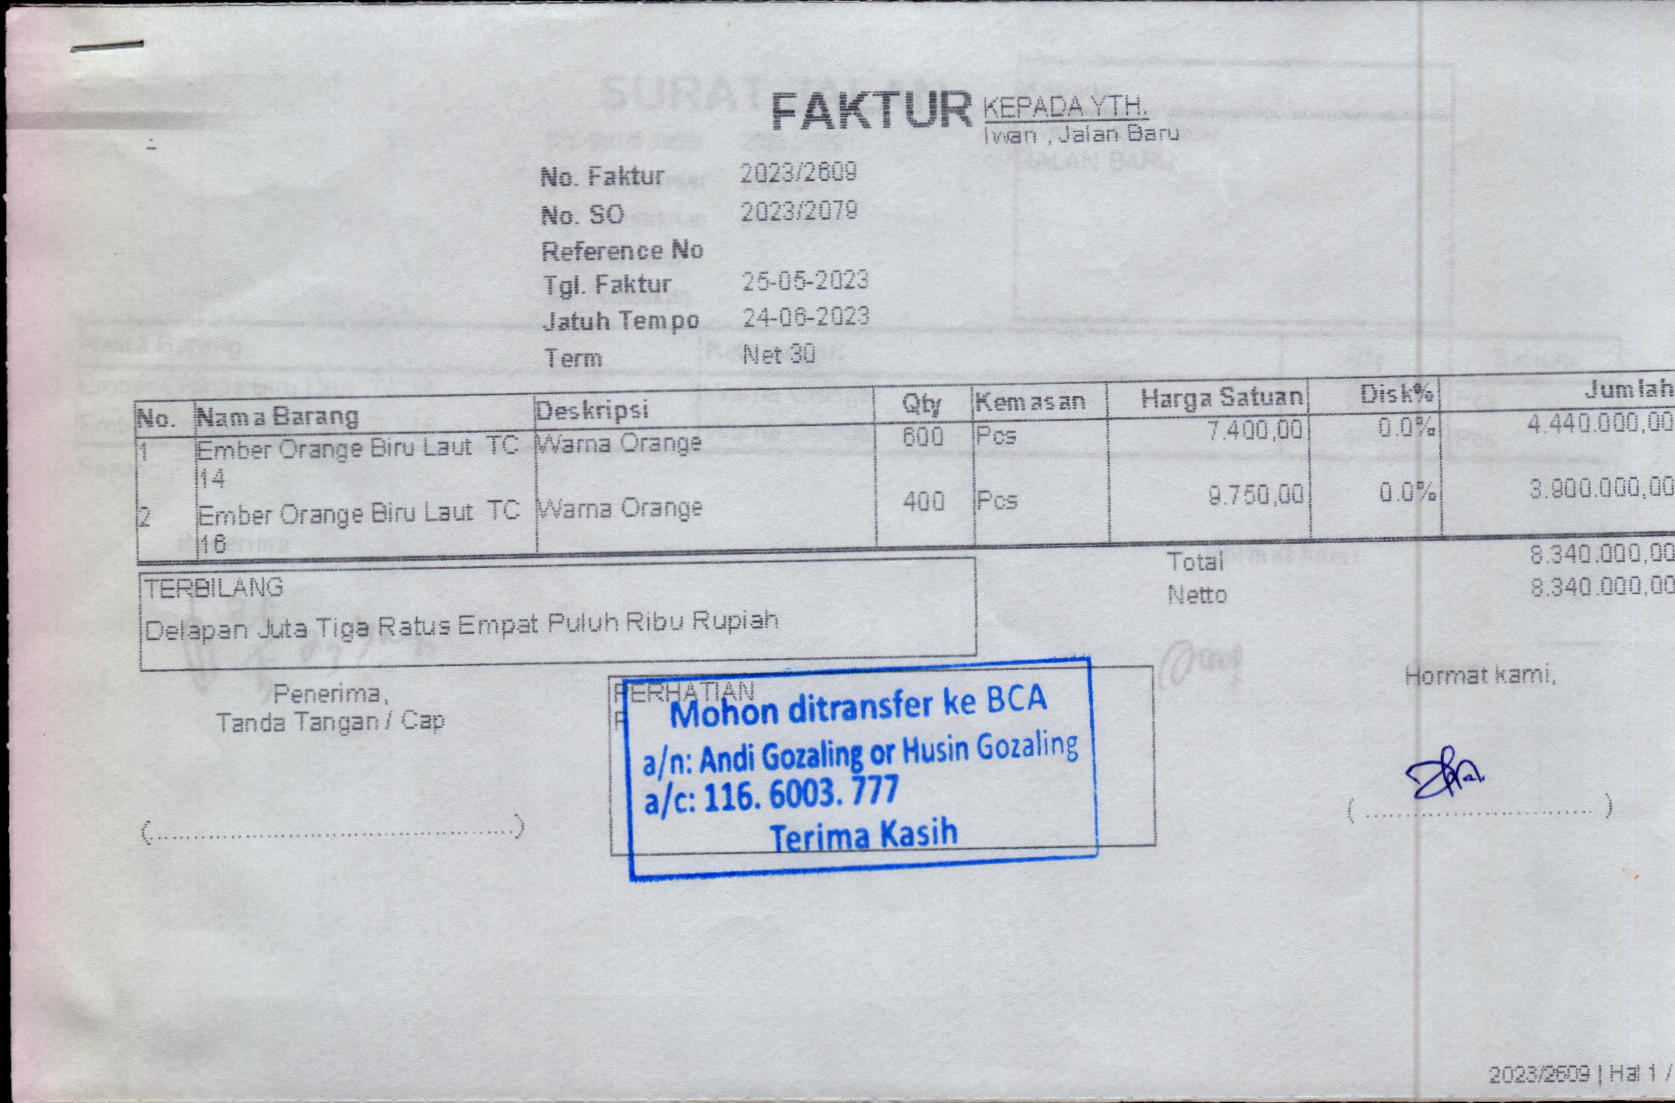 FAKTUR
KEPADA YTH.
Iwan , Jalan Baru
No. Faktur 2023/2609
No. SO 2023/2079
Reference No
Tgl. Faktur 25-05-2023
Jatuh Tempo 24-06-2023
Term Net 30
No. Nama Barang Deskripsi Qty Kemasan Harga Satuan Disk% Jumlah
1 Ember Orange Biru Laut TC Warna Orange 600 Pcs 7.400,00 0.0% 4.440.000,00
14
2 Ember Orange Biru Laut TC Warna Orange 400 Pcs 9.750,00 0.0% 3.900.000,00
16
Total 8.340.000,00
Netto 8.340.000,00
TERBILANG
Delapan Juta Tiga Ratus Empat Puluh Ribu Rupiah
Penerima,
Tanda Tangan / Cap
PERHATIAN
Mohon ditransfer ke BCA
a/n: Andi Gozaling or Husin Gozaling
a/c: 116. 6003. 777
Terima Kasih
Hormat kami,
2023/2609 | Hal 1 /